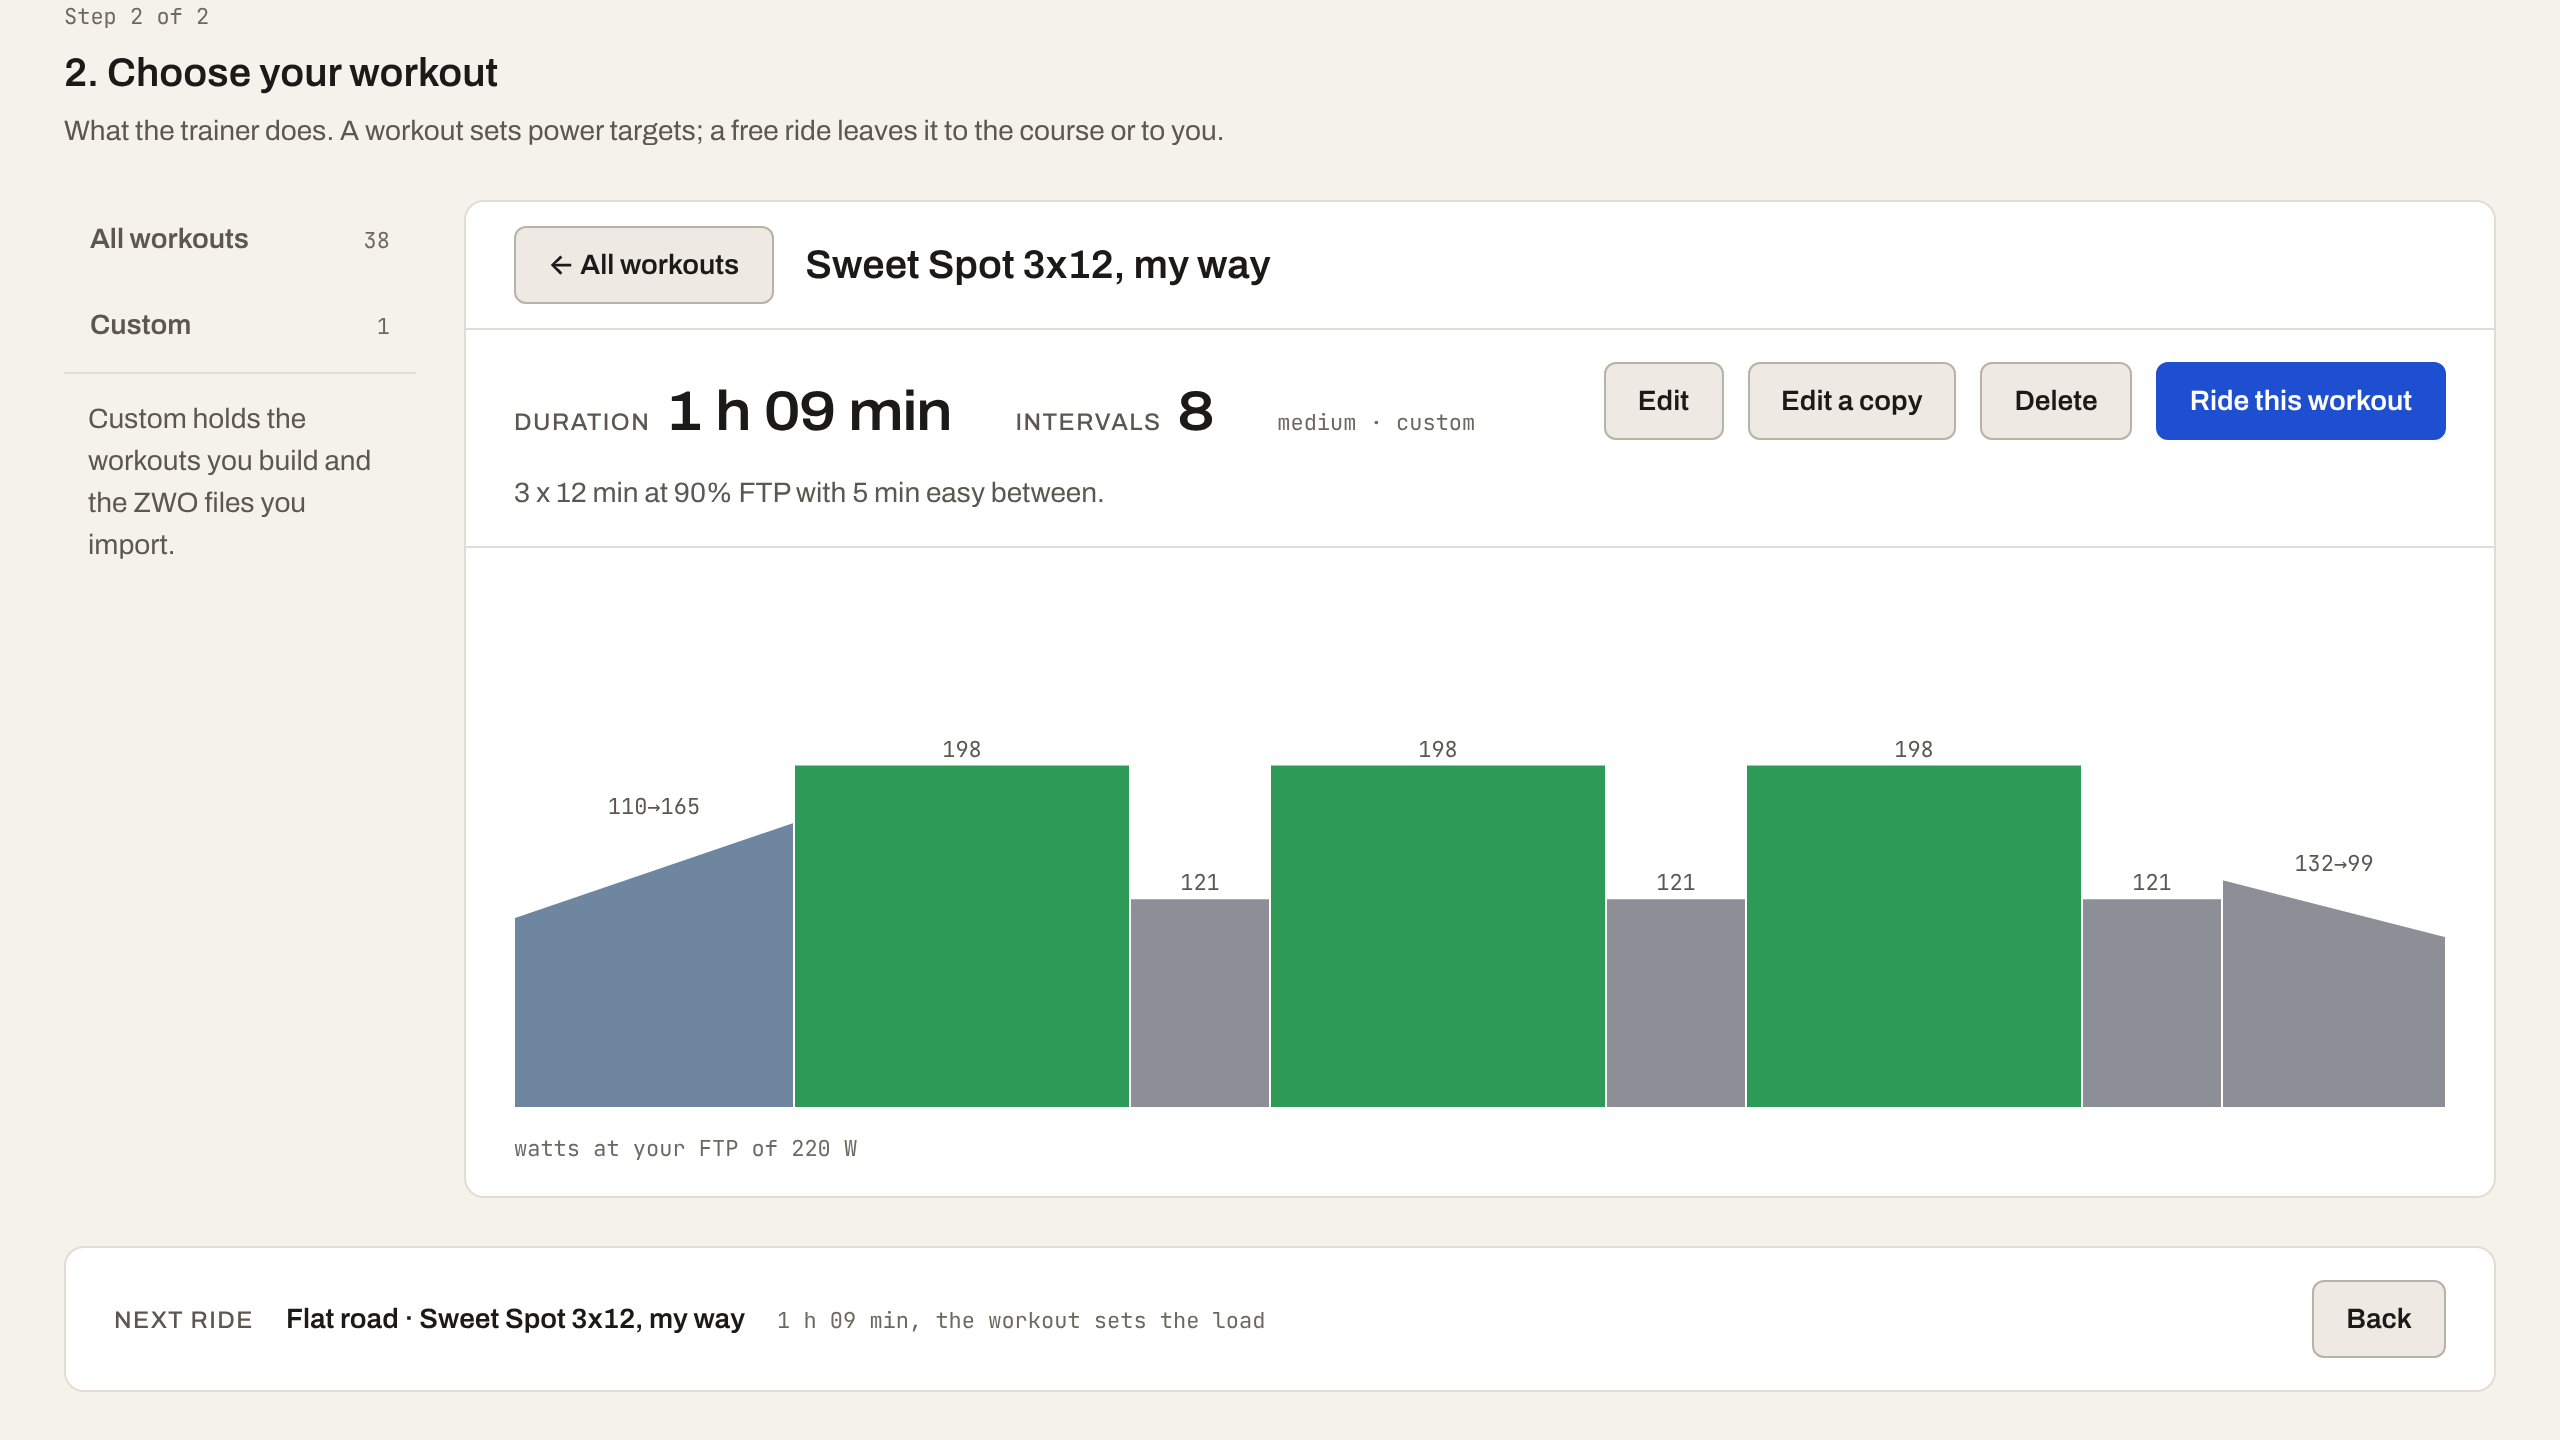 Step 2 of 2
2. Choose your workout
What the trainer does. A workout sets power targets; a free ride leaves it to the course or to you.
All workouts 38
Custom 1
Custom holds the
workouts you build and
the ZWO files you
import.
← All workouts
Sweet Spot 3x12, my way
DURATION 1 h 09 min INTERVALS 8 medium · custom
Edit
Edit a copy
Delete
Ride this workout
3 x 12 min at 90% FTP with 5 min easy between.
110→165
198
121
198
121
198
121
132→99
watts at your FTP of 220 W
NEXT RIDE Flat road · Sweet Spot 3x12, my way 1 h 09 min, the workout sets the load
Back